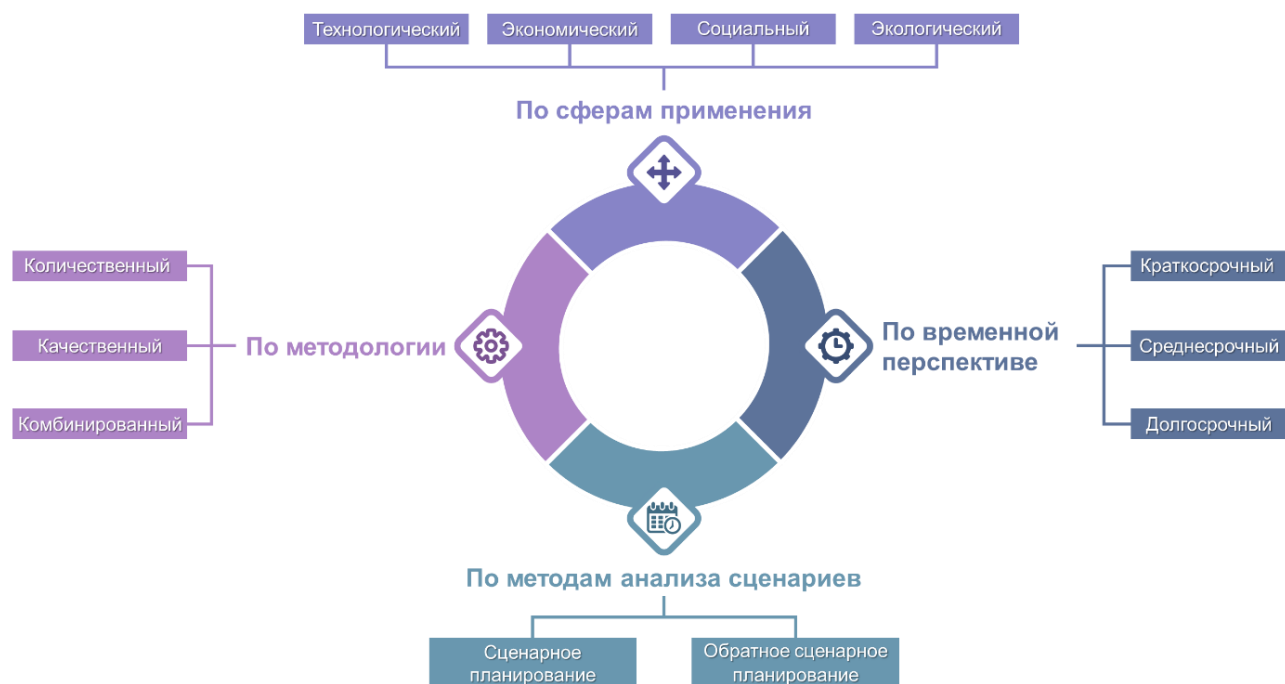 Технологический
Экономический
Социальный
Экологический
По сферам применения
Количественный
Качественный
Комбинированный
По методологии
По временной
перспективе
Краткосрочный
Среднесрочный
Долгосрочный
По методам анализа сценариев
Сценарное
планирование
Обратное сценарное
планирование